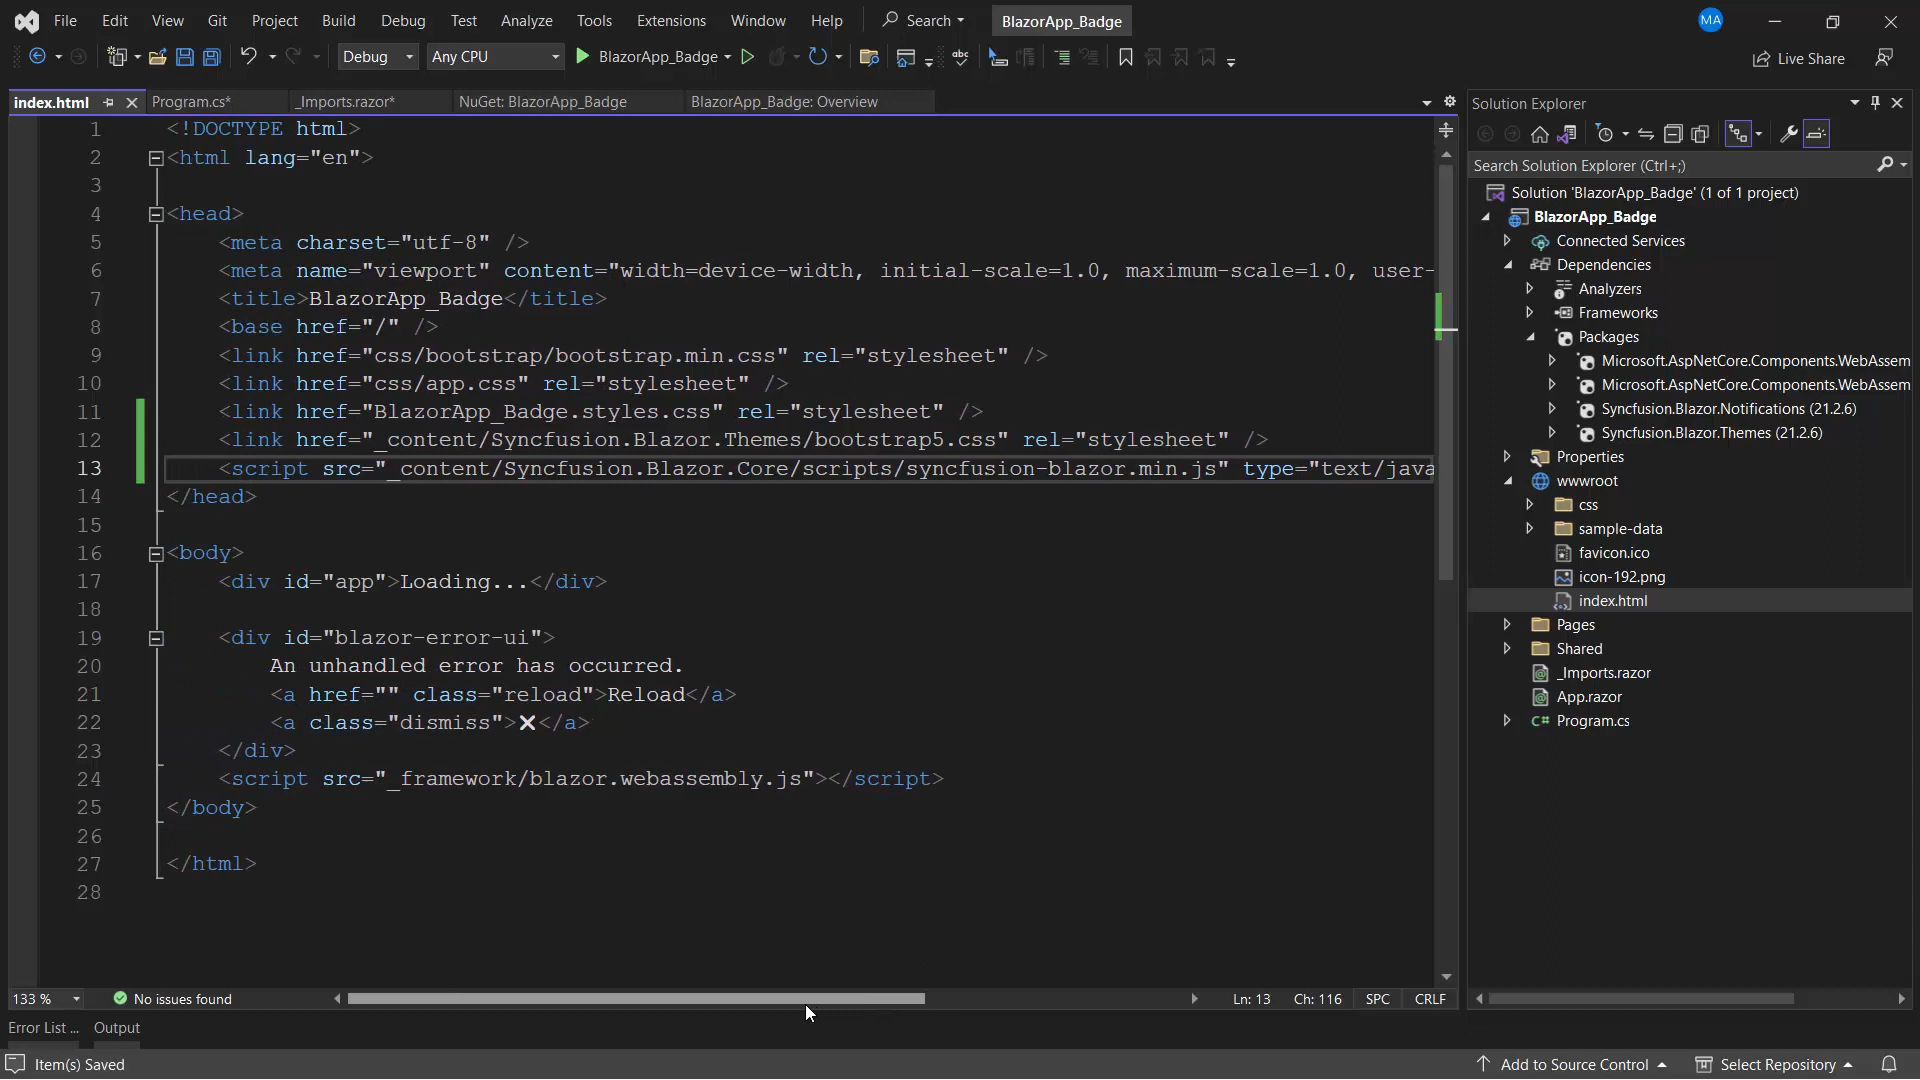 File Edit View Git Project Build Debug Test Analyze Tools Extensions Window Help Search BlazorApp_Badge MA
Debug Any CPU BlazorApp_Badge Live Share
index.html Program.cs* _Imports.razor* NuGet: BlazorApp_Badge BlazorApp_Badge: Overview
1 <!DOCTYPE html>
2 <html lang="en">
3
4 <head>
5 <meta charset="utf-8" />
6 <meta name="viewport" content="width=device-width, initial-scale=1.0, maximum-scale=1.0, user-
7 <title>BlazorApp_Badge</title>
8 <base href="/" />
9 <link href="css/bootstrap/bootstrap.min.css" rel="stylesheet" />
10 <link href="css/app.css" rel="stylesheet" />
11 <link href="BlazorApp_Badge.styles.css" rel="stylesheet" />
12 <link href="_content/Syncfusion.Blazor.Themes/bootstrap5.css" rel="stylesheet" />
13 <script src="_content/Syncfusion.Blazor.Core/scripts/syncfusion-blazor.min.js" type="text/java
14 </head>
15
16 <body>
17 <div id="app">Loading...</div>
18
19 <div id="blazor-error-ui">
20 An unhandled error has occurred.
21 <a href="" class="reload">Reload</a>
22 <a class="dismiss">🗙</a>
23 </div>
24 <script src="_framework/blazor.webassembly.js"></script>
25 </body>
26
27 </html>
28
133 % No issues found Ln: 13 Ch: 116 SPC CRLF
Error List ... Output
Item(s) Saved Add to Source Control Select Repository
Solution Explorer
Search Solution Explorer (Ctrl+;)
Solution 'BlazorApp_Badge' (1 of 1 project)
BlazorApp_Badge
Connected Services
Dependencies
Analyzers
Frameworks
Packages
Microsoft.AspNetCore.Components.WebAssem
Microsoft.AspNetCore.Components.WebAssem
Syncfusion.Blazor.Notifications (21.2.6)
Syncfusion.Blazor.Themes (21.2.6)
Properties
wwwroot
css
sample-data
favicon.ico
icon-192.png
index.html
Pages
Shared
_Imports.razor
App.razor
C# Program.cs